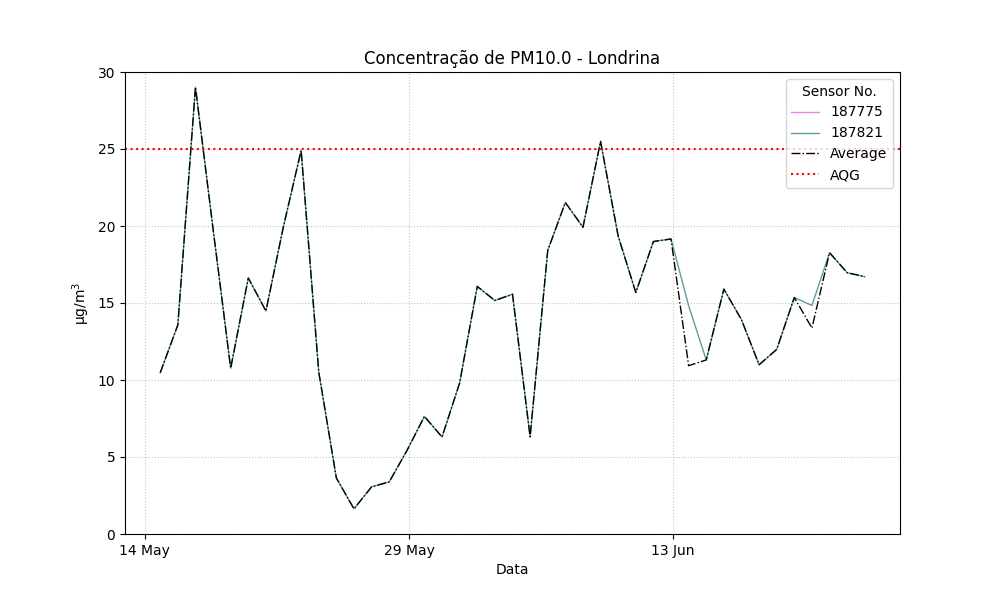 Concentração de PM10.0 - Londrina
30
25
20
15
10
5
0
µg/m³
14 May
29 May
13 Jun
Data
Sensor No.
187775
187821
Average
AQG